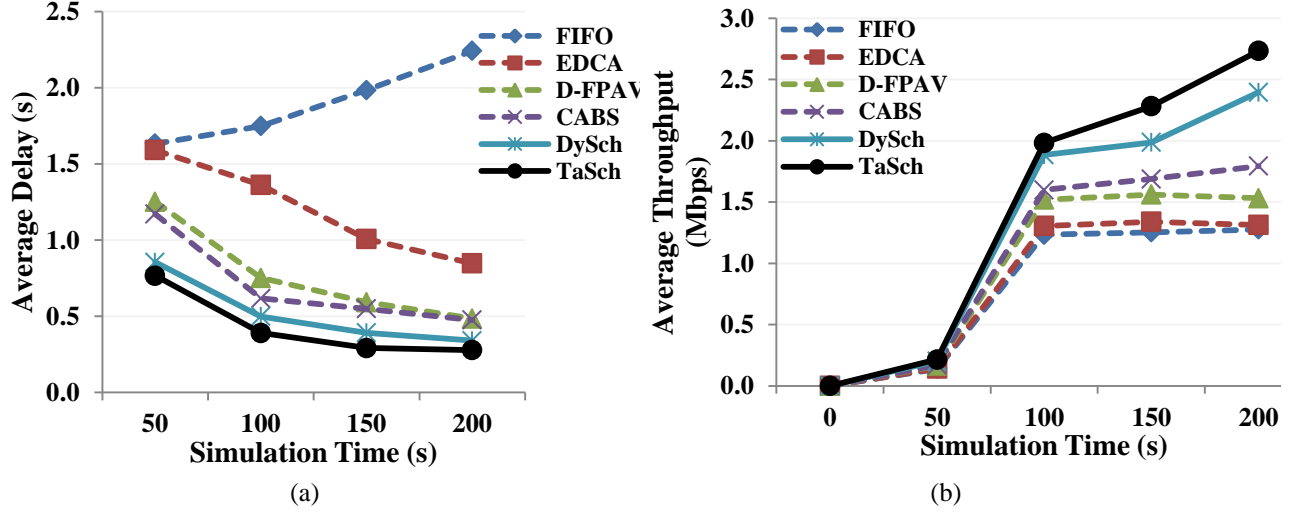 2.5
2.0
1.5
1.0
0.5
0.0
Average Delay (s)
FIFO
EDCA
D-FPAV
CABS
DySch
TaSch
50 100 150 200
Simulation Time (s)
(a)
3.0
2.5
2.0
1.5
1.0
0.5
0.0
Average Throughput
(Mbps)
FIFO
EDCA
D-FPAV
CABS
DySch
TaSch
0 50 100 150 200
Simulation Time (s)
(b)